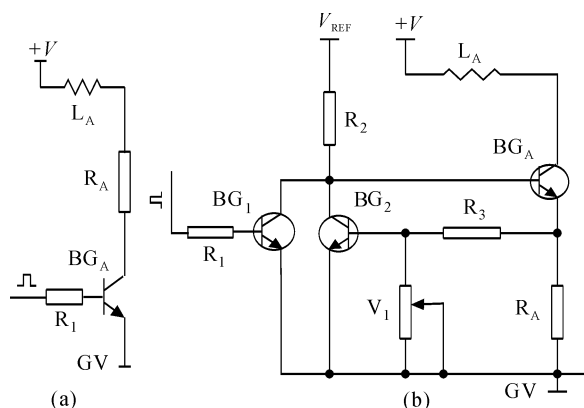 +V
L_A
R_A
BG_A
R_1
GV
(a)
V_REF
+V
L_A
R_2
BG_A
BG_1
BG_2
R_3
R_1
V_1
R_A
GV
(b)